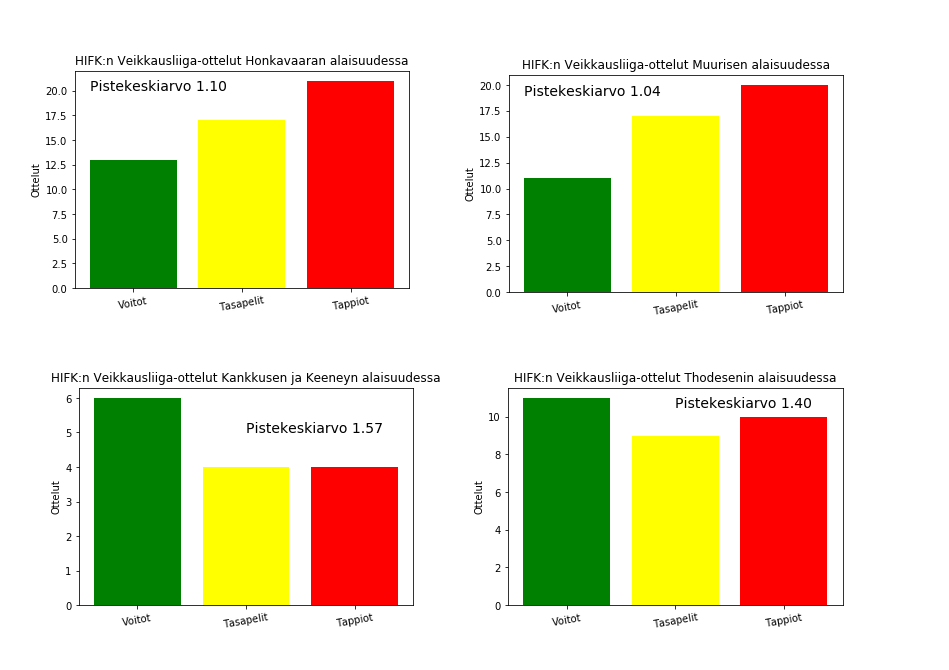 HIFK:n Veikkausliiga-ottelut Honkavaaran alaisuudessa
Pistekeskiarvo 1.10
20.0
17.5
15.0
12.5
10.0
7.5
5.0
2.5
0.0
Ottelut
Voitot
Tasapelit
Tappiot
HIFK:n Veikkausliiga-ottelut Muurisen alaisuudessa
Pistekeskiarvo 1.04
20.0
17.5
15.0
12.5
10.0
7.5
5.0
2.5
0.0
Ottelut
Voitot
Tasapelit
Tappiot
HIFK:n Veikkausliiga-ottelut Kankkusen ja Keeneyn alaisuudessa
Pistekeskiarvo 1.57
6
5
4
3
2
1
0
Ottelut
Voitot
Tasapelit
Tappiot
HIFK:n Veikkausliiga-ottelut Thodesenin alaisuudessa
Pistekeskiarvo 1.40
10
8
6
4
2
0
Ottelut
Voitot
Tasapelit
Tappiot